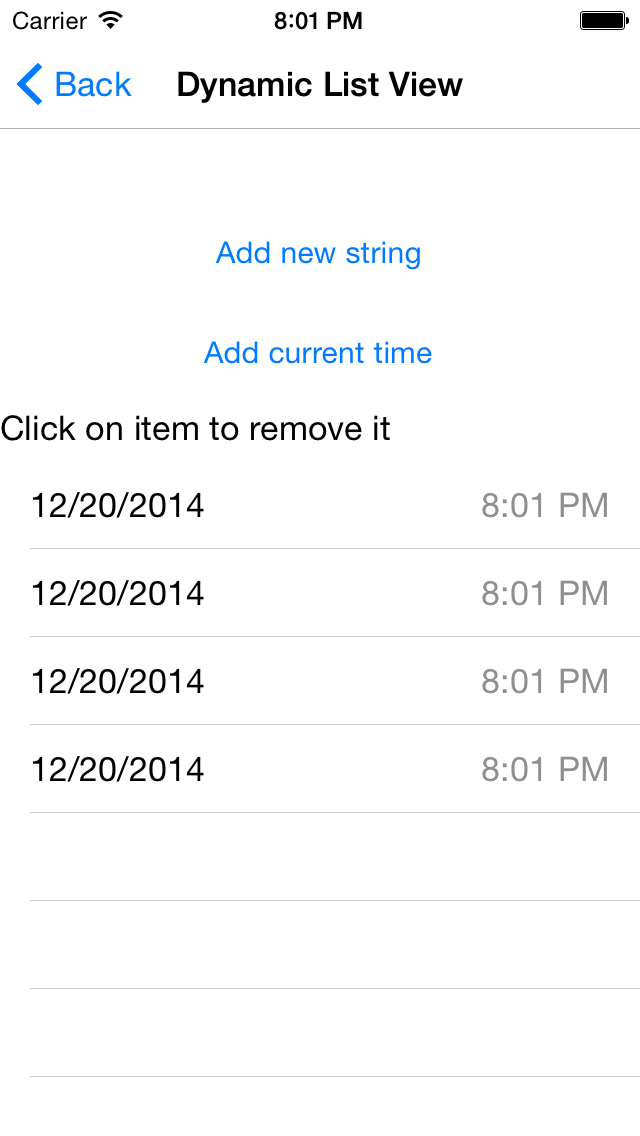 Carrier 8:01 PM
Back Dynamic List View
Add new string
Add current time
Click on item to remove it
12/20/2014 8:01 PM
12/20/2014 8:01 PM
12/20/2014 8:01 PM
12/20/2014 8:01 PM